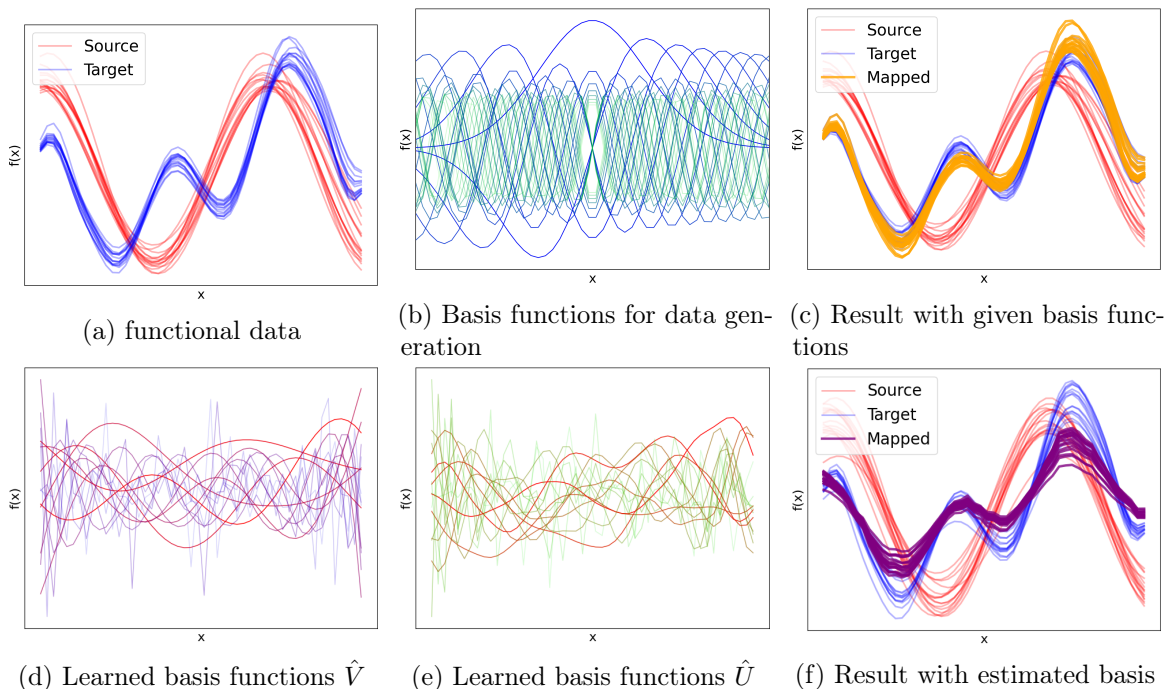 Source
Target
f(x)
x
(a) functional data
f(x)
x
(b) Basis functions for data gen-
eration
Source
Target
Mapped
f(x)
x
(c) Result with given basis func-
tions
f(x)
x
(d) Learned basis functions V̂
f(x)
x
(e) Learned basis functions Û
Source
Target
Mapped
f(x)
x
(f) Result with estimated basis